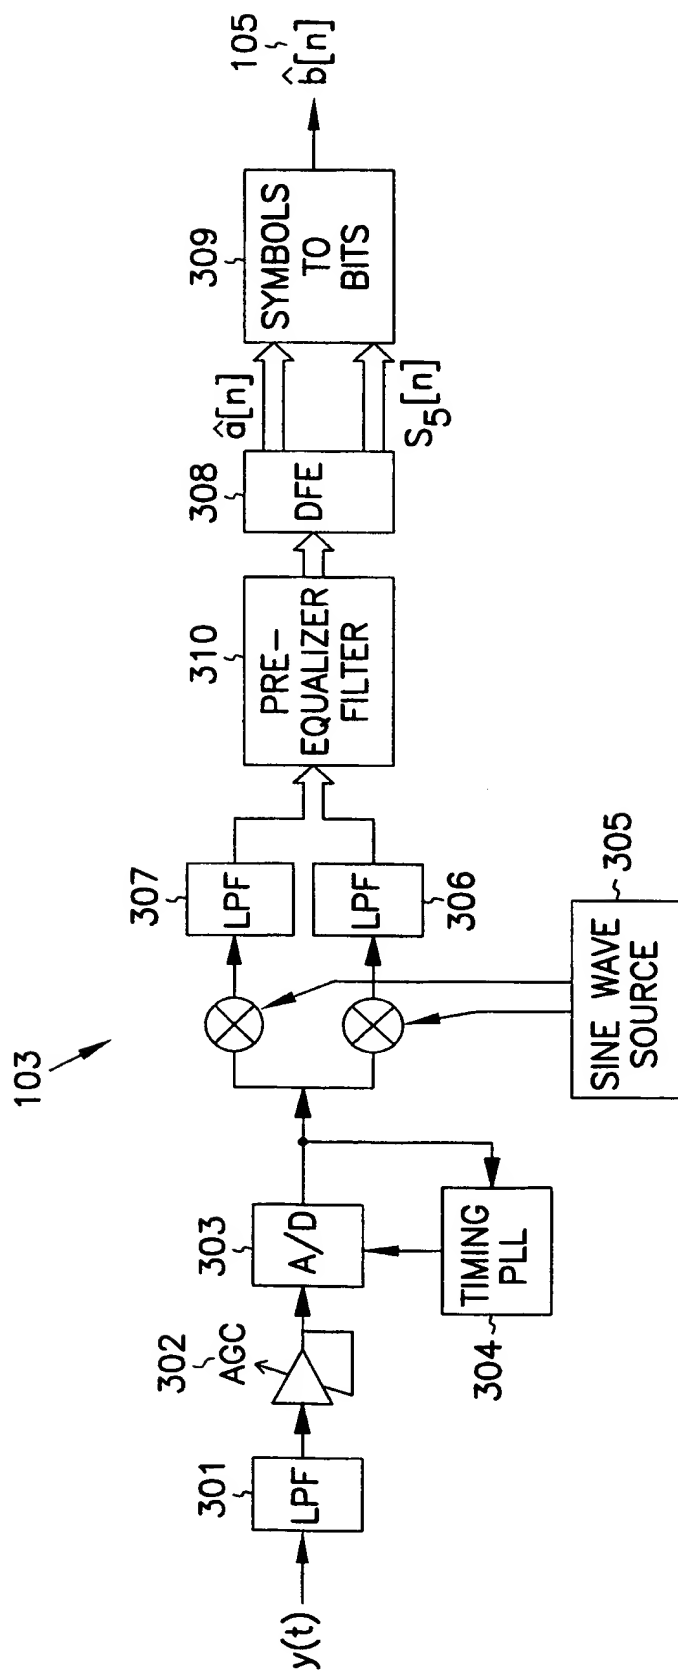 103
y(t)
301
LPF
302
AGC
303
A/D
304
TIMING
PLL
305
SINE WAVE
SOURCE
307
LPF
LPF
306
310
PRE-
EQUALIZER
FILTER
308
DFE
â[n]
S5[n]
309
SYMBOLS
TO
BITS
105
b̂[n]